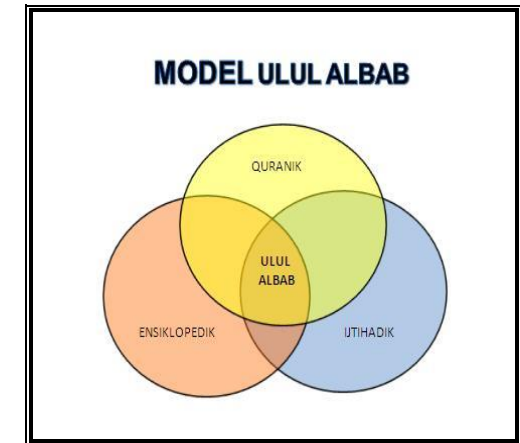 MODEL ULUL ALBAB
QURANIK
ULUL
ALBAB
ENSIKLOPEDIK
IJTIHADIK